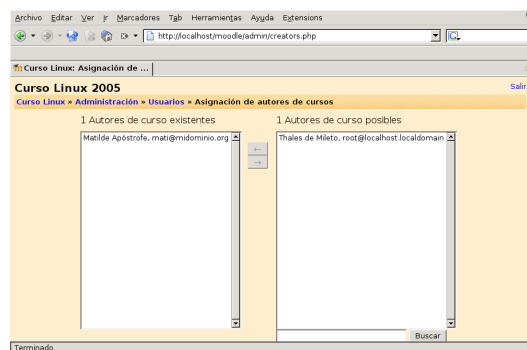 Archivo Editar Ver Ir Marcadores Tab Herramientas Ayuda Extensions
http://localhost/moodle/admin/creators.php
Curso Linux: Asignación de ...
Curso Linux 2005
Salir
Curso Linux » Administración » Usuarios » Asignación de autores de cursos
1 Autores de curso existentes
1 Autores de curso posibles
Matilde Apóstrofe, mati@midominio.org
Thales de Mileto, root@localhost.localdomain
Buscar
Terminado